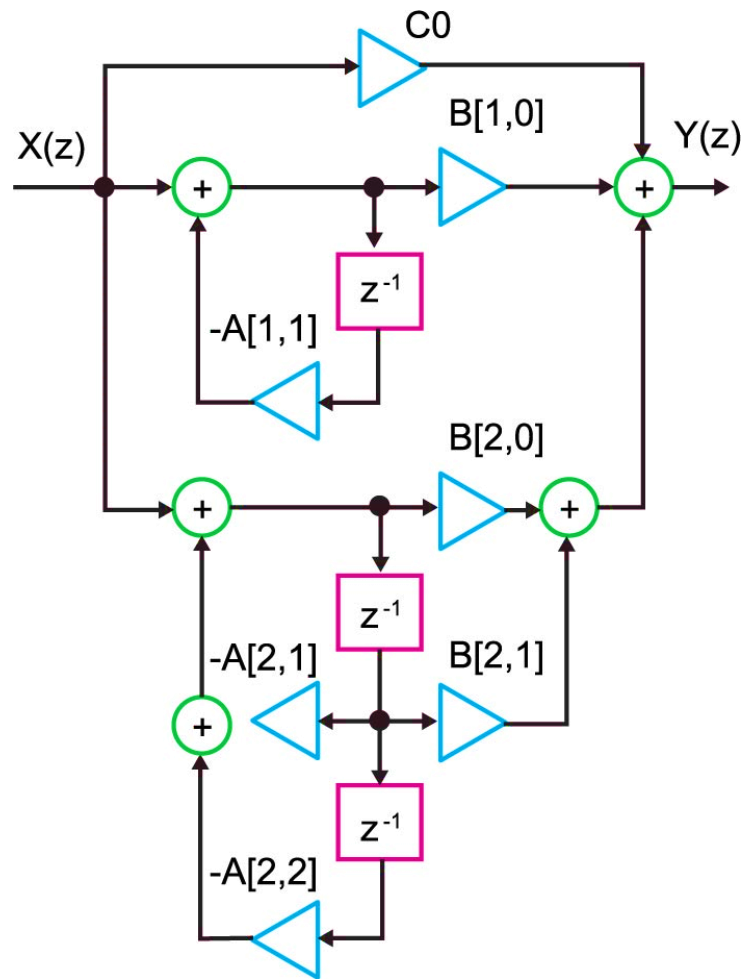 C0
B[1,0]
X(z)
Y(z)
+
+
z⁻¹
-A[1,1]
B[2,0]
+
+
z⁻¹
-A[2,1]
B[2,1]
+
z⁻¹
-A[2,2]